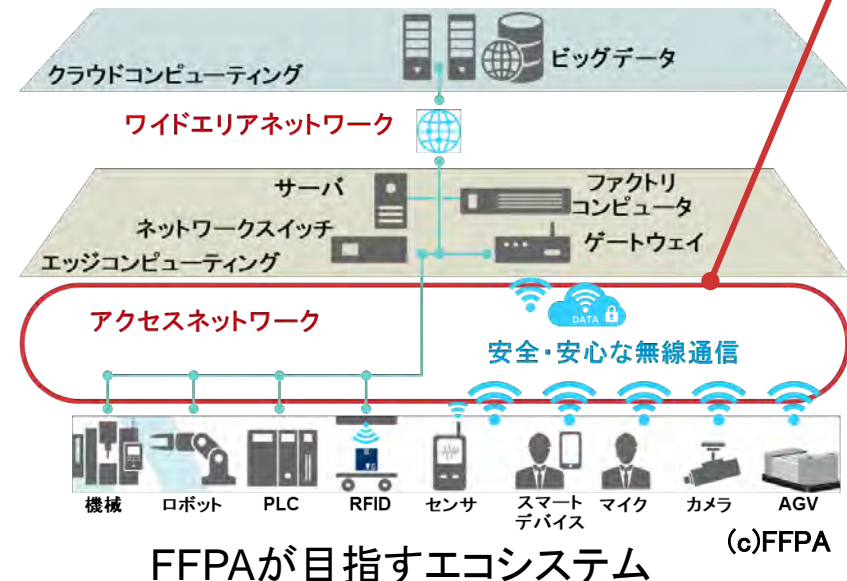 クラウドコンピューティング
ビッグデータ
ワイドエリアネットワーク
サーバ
ファクトリ
コンピュータ
ネットワークスイッチ
ゲートウェイ
エッジコンピューティング
アクセスネットワーク
DATA
安全・安心な無線通信
機械
ロボット
PLC
RFID
センサ
スマート
デバイス
マイク
カメラ
AGV
(c)FFPA
FFPAが目指すエコシステム